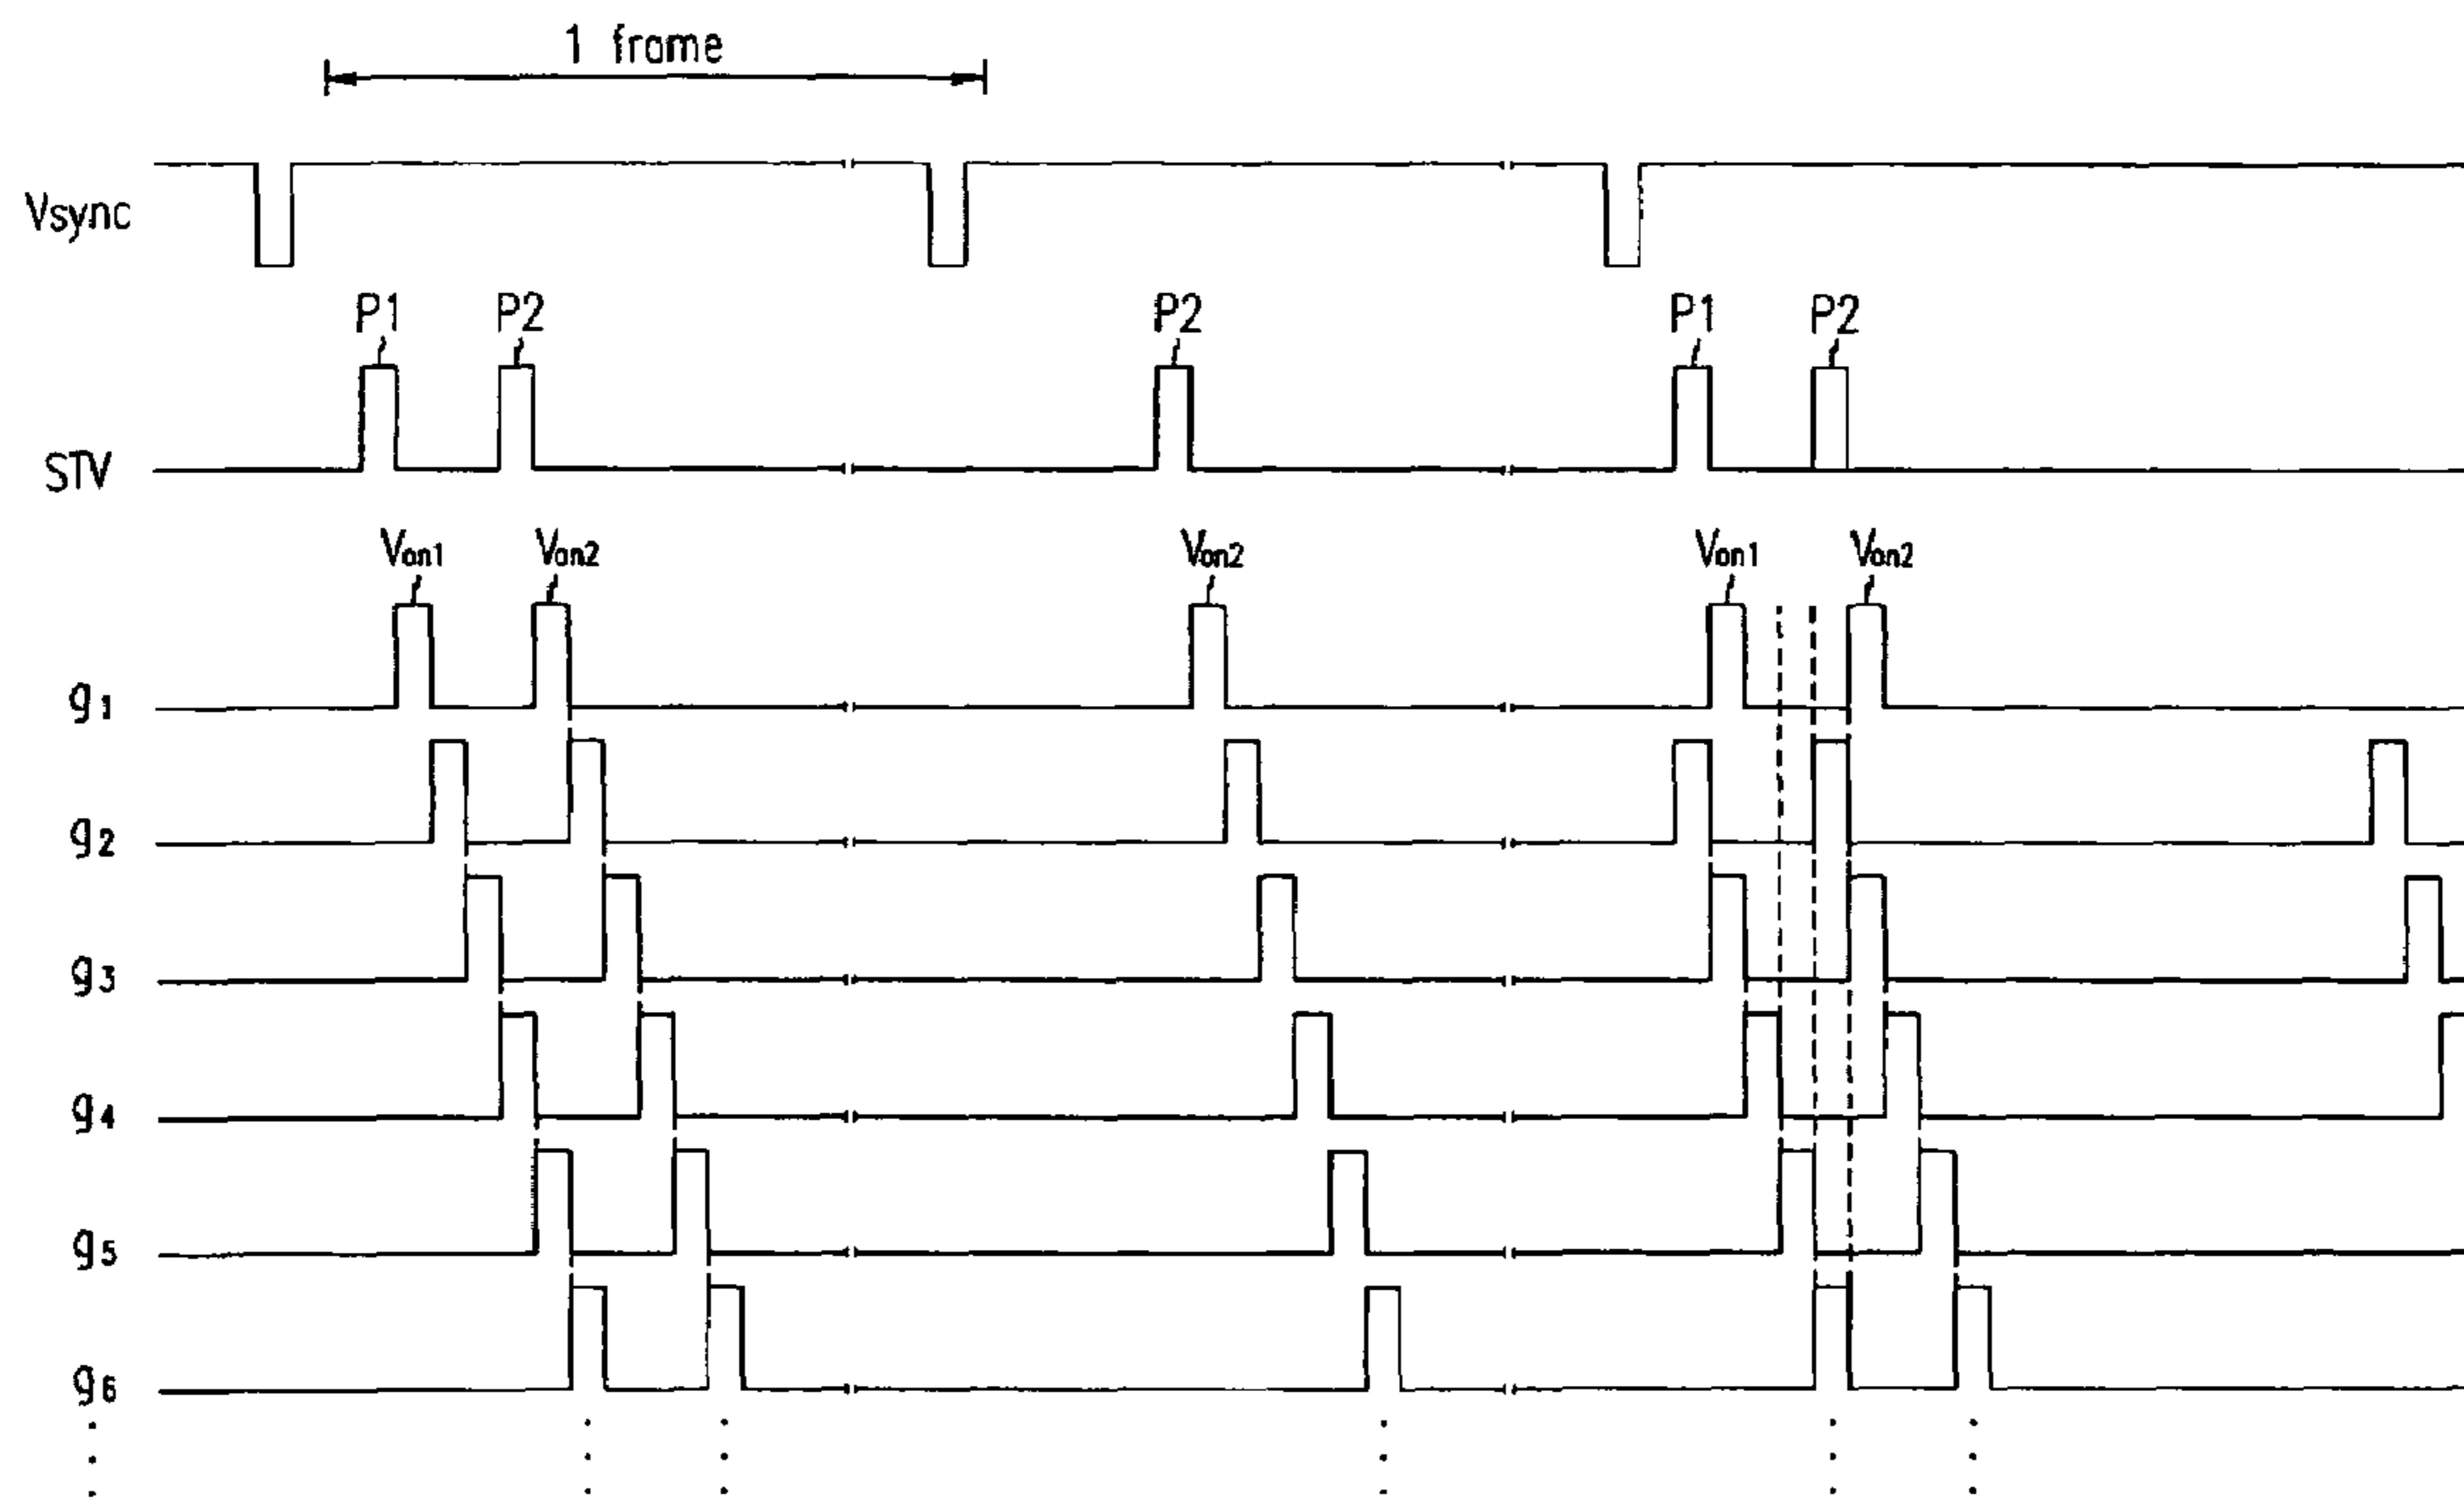 1 frame
Vsync
P1 P2 P2 P1 P2
STV
Von1 Von2 Von2 Von1 Von2
g1
g2
g3
g4
g5
g6